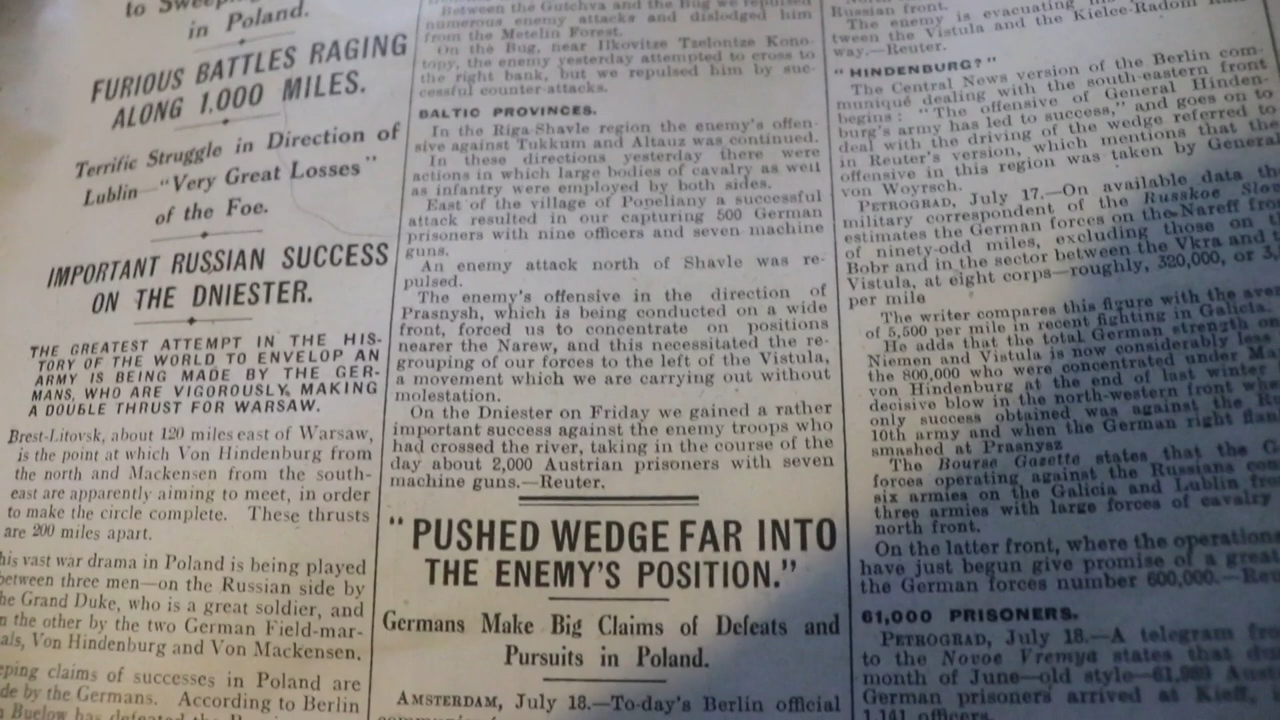 to
in Poland.
FURIOUS BATTLES RAGING
ALONG 1,000 MILES.
Terrific Struggle in Direction of
Lublin—"Very Great Losses"
of the Foe.
IMPORTANT RUSSIAN SUCCESS
ON THE DNIESTER.
THE GREATEST ATTEMPT IN THE HIS-
TORY OF THE WORLD TO ENVELOP AN
ARMY IS BEING MADE BY THE GER-
MANS, WHO ARE VIGOROUSLY MAKING
A DOUBLE THRUST FOR WARSAW.
Brest-Litovsk, about 120 miles east of Warsaw,
is the point at which Von Hindenburg from
the north and Mackensen from the south-
east are apparently aiming to meet, in order
to make the circle complete. These thrusts
are 200 miles apart.
his vast war drama in Poland is being played
between three men—on the Russian side by
he Grand Duke, who is a great soldier, and
n the other by the two German Field-mar-
als, Von Hindenburg and Von Mackensen.
eping claims of successes in Poland are
de by the Germans. According to Berlin
Buelow has defeated the
Between the Gutchva and the Bug we repulsed
numerous enemy attacks and dislodged him
from the Metelin Forest.
On the Bug, near Ilkovitze Tzelontze Kono-
topy, the enemy yesterday attempted to cross to
the right bank, but we repulsed him by suc-
cessful counter-attacks.
BALTIC PROVINCES.
In the Riga-Shavle region the enemy's offen-
sive against Tukkum and Altauz was continued.
In these directions yesterday there were
actions in which large bodies of cavalry as well
as infantry were employed by both sides.
East of the village of Popeliany a successful
attack resulted in our capturing 500 German
prisoners with nine officers and seven machine
guns.
An enemy attack north of Shavle was re-
pulsed.
The enemy's offensive in the direction of
Prasnysh, which is being conducted on a wide
front, forced us to concentrate on positions
nearer the Narew, and this necessitated the re-
grouping of our forces to the left of the Vistula,
a movement which we are carrying out without
molestation.
On the Dniester on Friday we gained a rather
important success against the enemy troops who
had crossed the river, taking in the course of the
day about 2,000 Austrian prisoners with seven
machine guns.—Reuter.
"PUSHED WEDGE FAR INTO
THE ENEMY'S POSITION."
Germans Make Big Claims of Defeats and
Pursuits in Poland.
AMSTERDAM, July 18.—To-day's Berlin official
Russian front.
The enemy is evacuating
tween the Vistula and the Kielce-Radom
way.—Reuter.
"HINDENBURG?"
The Central News version of the Berlin com-
muniqué dealing with the south-eastern front
begins: "The offensive of General Hinden-
burg's army has led to success," and goes on to
deal with the driving of the wedge referred to
in Reuter's version, which mentions that the
offensive in this region was taken by General
von Woyrsch.
PETROGRAD, July 17.—On available data the
military correspondent of the Russkoe Slov
estimates the German forces on the Nareff fron
of ninety-odd miles, excluding those on t
Bobr and in the sector between the Vkra and t
Vistula, at eight corps—roughly, 320,000, or 3,
per mile
The writer compares this figure with the aver
of 5,500 per mile in recent fighting in Galicia.
He adds that the total German strength on
Niemen and Vistula is now considerably less
the 800,000 who were concentrated under Ma
von Hindenburg at the end of last winter
decisive blow in the north-western front whe
only success obtained was against the Ru
10th army and when the German right flan
smashed at Prasnysz
The Bourse Gazette states that the G
forces operating against the Russians com
six armies on the Galicia and Lublin fro
three armies with large forces of cavalry
north front.
On the latter front, where the operations
have just begun give promise of a great
the German forces number 600,000.—Reu
61,000 PRISONERS.
PETROGRAD, July 18.—A telegram fro
to the Novoe Vremya states that du
month of June—old style—61,989 Aust
German prisoners arrived at Kieff,
1,141 officers.